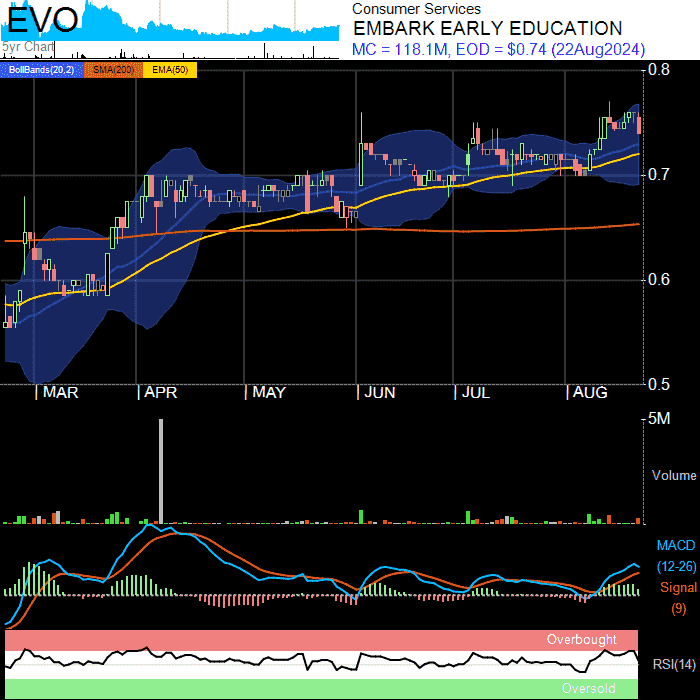 EVO
5yr Chart
Consumer Services
EMBARK EARLY EDUCATION
MC = 118.1M, EOD = $0.74 (22Aug2024)
BollBands(20,2) SMA(200) EMA(50)
0.8
0.7
0.6
0.5
| MAR | APR | MAY | JUN | JUL | AUG
5M
Volume
MACD
(12-26)
Signal
(9)
Overbought
RSI(14)
Oversold